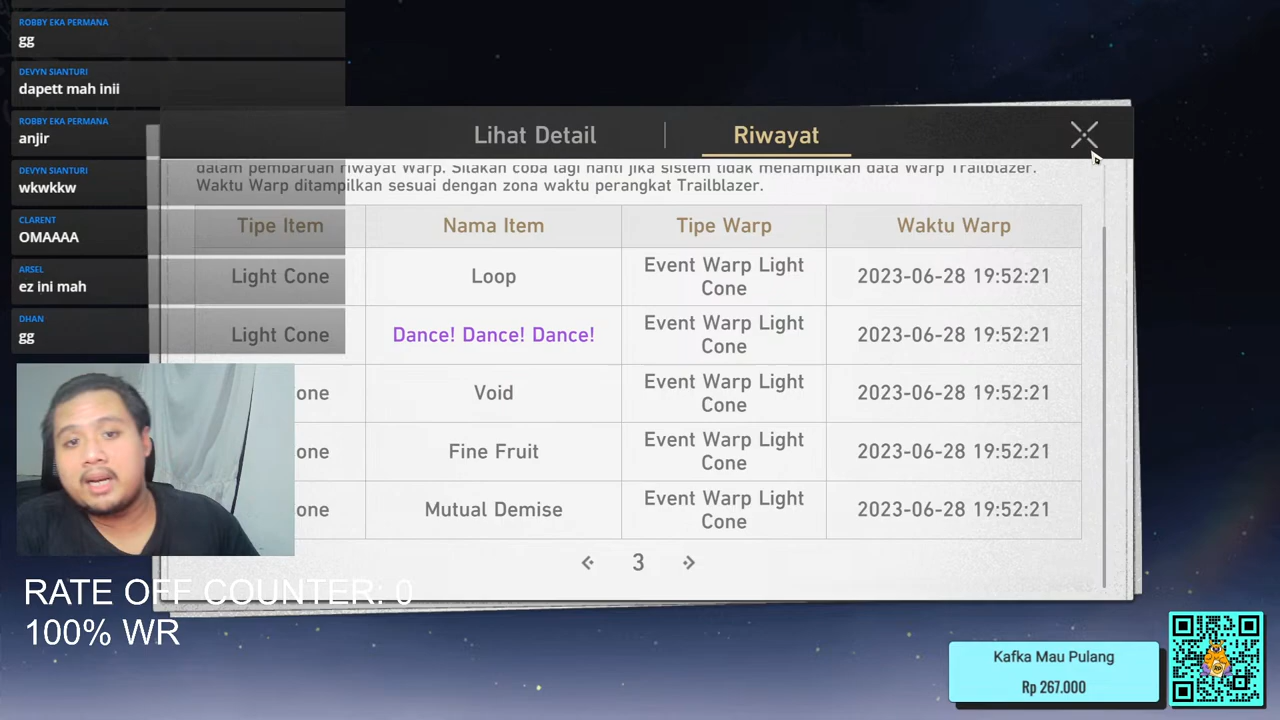 ROBBY EKA PERMANA
gg
DEVYN SIANTURI
dapett mah inii
ROBBY EKA PERMANA
anjir
DEVYN SIANTURI
wkwkkw
CLARENT
OMAAAA
ARSEL
ez ini mah
DHAN
gg
Lihat Detail
Riwayat
dalam pembaruan riwayat Warp. Silakan coba lagi nanti jika sistem tidak menampilkan data Warp Trailblazer.
Waktu Warp ditampilkan sesuai dengan zona waktu perangkat Trailblazer.
Tipe Item Nama Item Tipe Warp Waktu Warp
Light Cone Loop Event Warp Light Cone 2023-06-28 19:52:21
Light Cone Dance! Dance! Dance! Event Warp Light Cone 2023-06-28 19:52:21
one Void Event Warp Light Cone 2023-06-28 19:52:21
one Fine Fruit Event Warp Light Cone 2023-06-28 19:52:21
one Mutual Demise Event Warp Light Cone 2023-06-28 19:52:21
3
RATE OFF COUNTER: 0
100% WR
Kafka Mau Pulang
Rp 267.000